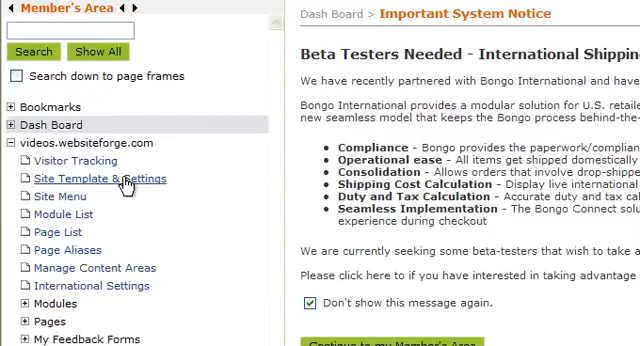 Member's Area
Search
Show All
Search down to page frames
Bookmarks
Dash Board
videos.websiteforge.com
Visitor Tracking
Site Template & Settings
Site Menu
Module List
Page List
Page Aliases
Manage Content Areas
International Settings
Modules
Pages
My Feedback Forms
Dash Board > Important System Notice
Beta Testers Needed - International Shippin
We have recently partnered with Bongo International and have
Bongo International provides a modular solution for U.S. retaile
new seamless model that keeps the Bongo process behind-the-
• Compliance - Bongo provides the paperwork/complian
• Operational ease - All items get shipped domestically
• Consolidation - Allows orders that involve drop-shippe
• Shipping Cost Calculation - Display live international
• Duty and Tax Calculation - Accurate duty and tax cal
• Seamless Implementation - The Bongo Connect solu
experience during checkout
We are currently seeking some beta-testers that wish to take a
Please click here to if you have interested in taking advantage
Don't show this message again.
Continue to my Member's Area